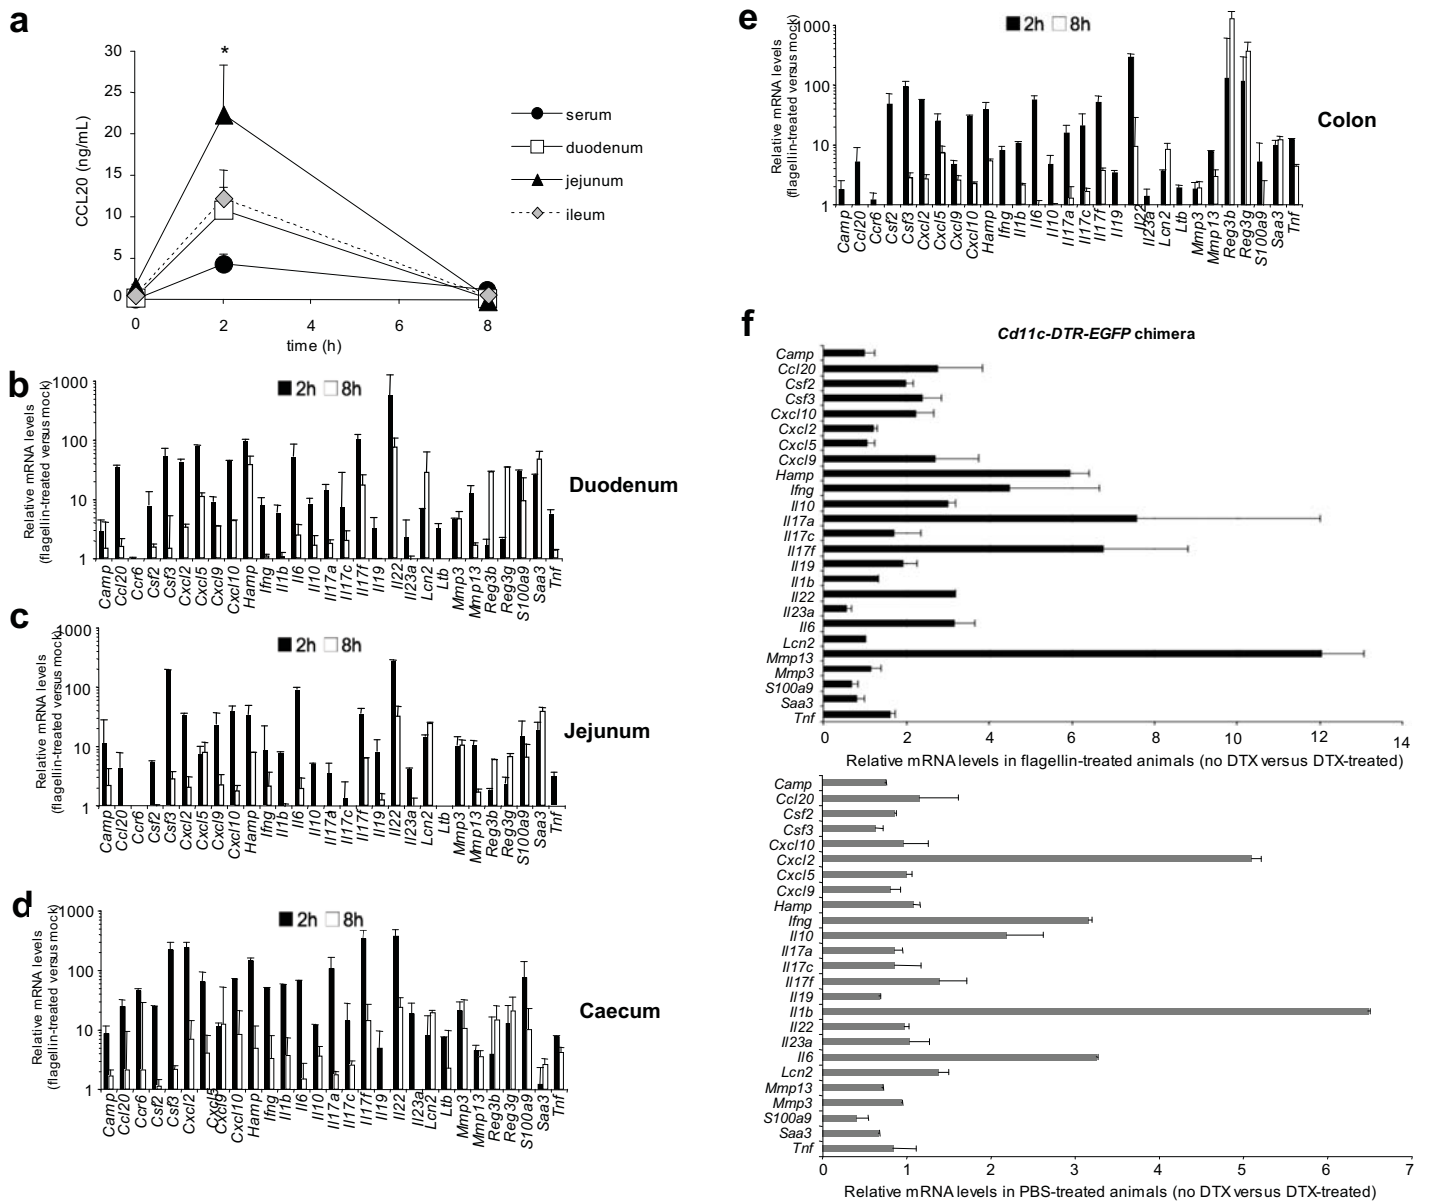 a
30
25
20
15
10
5
0
CCL20 (ng/mL)
*
0
2
4
6
8
time (h)
serum
duodenum
jejunum
ileum
b
Relative mRNA levels
(flagellin-treated versus mock)
1000
100
10
1
2h 8h
Duodenum
Camp Ccl20 Ccr6 Csf2 Csf3 Cxcl2 Cxcl5 Cxcl9 Cxcl10 Hamp Ifng Il1b Il6 Il10 Il17a Il17c Il17f Il19 Il22 Il23a Lcn2 Ltb Mmp3 Mmp13 Reg3b Reg3g S100a9 Saa3 Tnf
c
Relative mRNA levels
(flagellin-treated versus mock)
1000
100
10
1
2h 8h
Jejunum
Camp Ccl20 Ccr6 Csf2 Csf3 Cxcl2 Cxcl5 Cxcl9 Cxcl10 Hamp Ifng Il1b Il6 Il10 Il17a Il17c Il17f Il19 Il22 Il23a Lcn2 Ltb Mmp3 Mmp13 Reg3b Reg3g S100a9 Saa3 Tnf
d
Relative mRNA levels
(flagellin-treated versus mock)
1000
100
10
1
2h 8h
Caecum
Camp Ccl20 Ccr6 Csf2 Csf3 Cxcl2 Cxcl5 Cxcl9 Cxcl10 Hamp Ifng Il1b Il6 Il10 Il17a Il17c Il17f Il19 Il22 Il23a Lcn2 Ltb Mmp3 Mmp13 Reg3b Reg3g S100a9 Saa3 Tnf
e
Relative mRNA levels
(flagellin-treated versus mock)
1000
100
10
1
2h 8h
Colon
Camp Ccl20 Ccr6 Csf2 Csf3 Cxcl2 Cxcl5 Cxcl9 Cxcl10 Hamp Ifng Il1b Il6 Il10 Il17a Il17c Il17f Il19 Il22 Il23a Lcn2 Ltb Mmp3 Mmp13 Reg3b Reg3g S100a9 Saa3 Tnf
f
Cd11c-DTR-EGFP chimera
Camp
Ccl20
Csf2
Csf3
Cxcl10
Cxcl2
Cxcl5
Cxcl9
Hamp
Ifng
Il10
Il17a
Il17c
Il17f
Il19
Il1b
Il22
Il23a
Il6
Lcn2
Mmp13
Mmp3
S100a9
Saa3
Tnf
0 2 4 6 8 10 12 14
Relative mRNA levels in flagellin-treated animals (no DTX versus DTX-treated)
Camp
Ccl20
Csf2
Csf3
Cxcl10
Cxcl2
Cxcl5
Cxcl9
Hamp
Ifng
Il10
Il17a
Il17c
Il17f
Il19
Il1b
Il22
Il23a
Il6
Lcn2
Mmp13
Mmp3
S100a9
Saa3
Tnf
0 1 2 3 4 5 6 7
Relative mRNA levels in PBS-treated animals (no DTX versus DTX-treated)